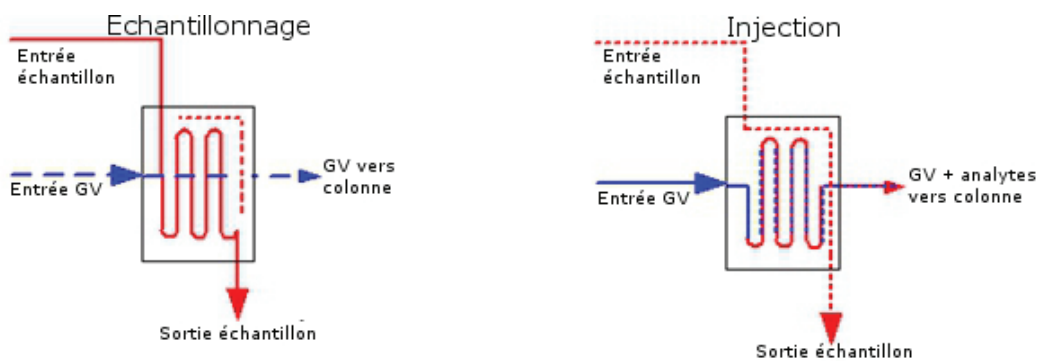 Echantillonnage
Entrée
échantillon
Entrée GV
GV vers
colonne
Sortie échantillon
Injection
Entrée
échantillon
Entrée GV
GV + analytes
vers colonne
Sortie échantillon